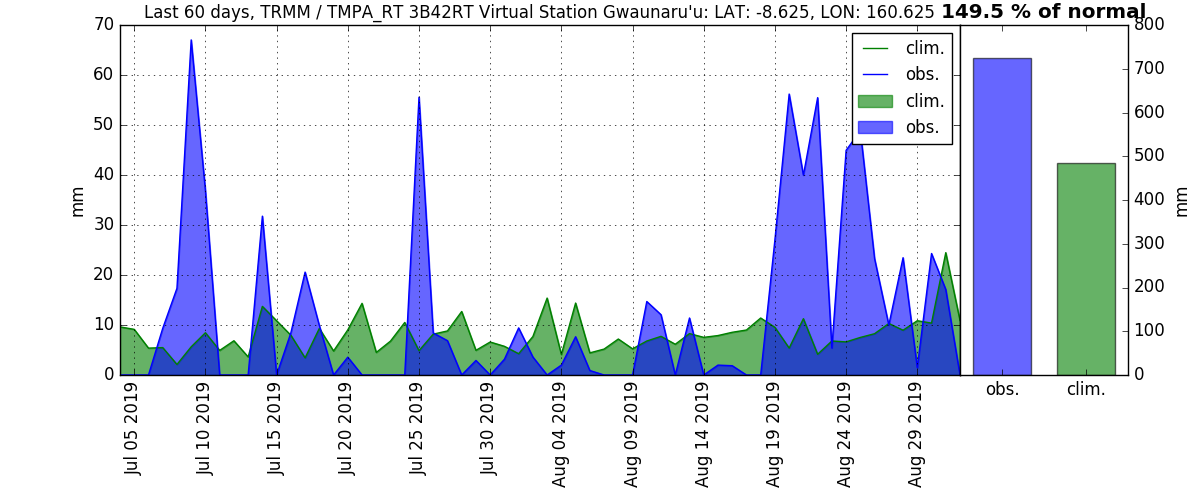 Last 60 days, TRMM / TMPA_RT 3B42RT Virtual Station Gwaunaru'u: LAT: -8.625, LON: 160.625 149.5 % of normal
70
60
50
40
30
20
10
0
mm
clim.
obs.
clim.
obs.
Jul 05 2019
Jul 10 2019
Jul 15 2019
Jul 20 2019
Jul 25 2019
Jul 30 2019
Aug 04 2019
Aug 09 2019
Aug 14 2019
Aug 19 2019
Aug 24 2019
Aug 29 2019
800
700
600
500
400
300
200
100
0
mm
obs.
clim.